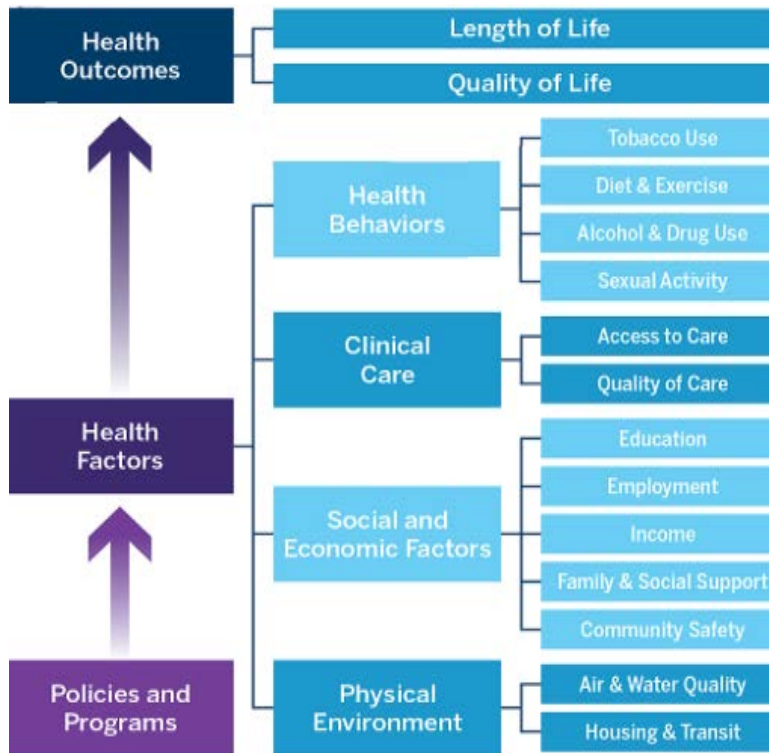 Health
Outcomes
Length of Life
Quality of Life
Health
Behaviors
Tobacco Use
Diet & Exercise
Alcohol & Drug Use
Sexual Activity
Clinical
Care
Access to Care
Quality of Care
Health
Factors
Social and
Economic Factors
Education
Employment
Income
Family & Social Support
Community Safety
Policies and
Programs
Physical
Environment
Air & Water Quality
Housing & Transit